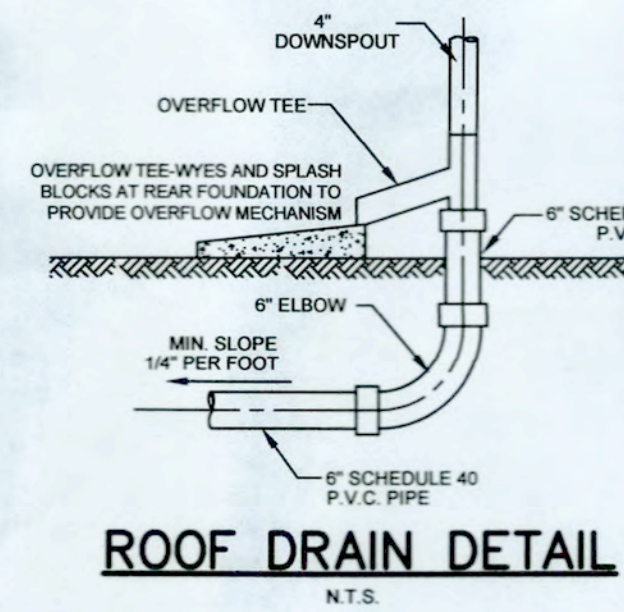 4"
DOWNSPOUT
OVERFLOW TEE
OVERFLOW TEE-WYES AND SPLASH
BLOCKS AT REAR FOUNDATION TO
PROVIDE OVERFLOW MECHANISM
6"
6" ELBOW
MIN. SLOPE
1/4" PER FOOT
6" SCHEDULE 40
P.V.C. PIPE
ROOF DRAIN DETAIL
N.T.S.